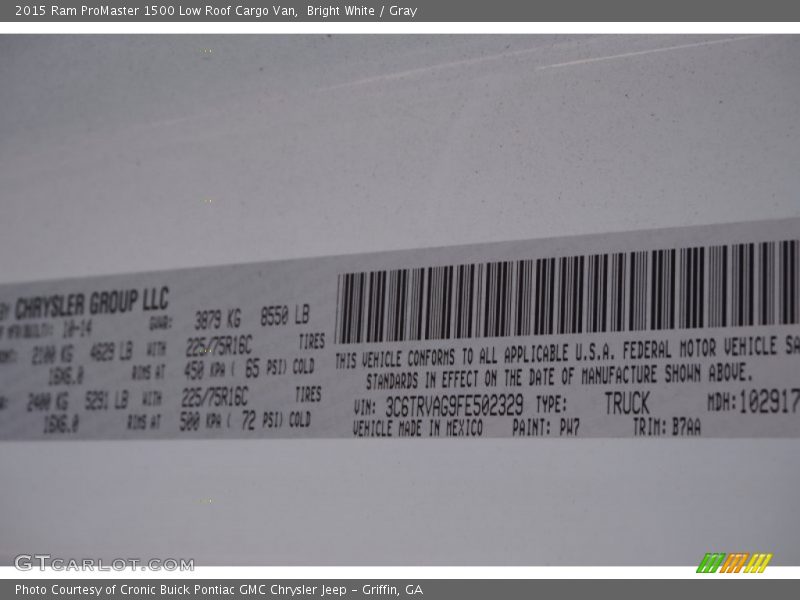 2015 Ram ProMaster 1500 Low Roof Cargo Van,  Bright White / Gray
BY CHRYSLER GROUP LLC
10-14 GVWR: 3879 KG 8550 LB
2100 KG 4629 LB WITH 225/75R16C TIRES
16X6.0 RIMS AT 450 KPA ( 65 PSI) COLD
2400 KG 5291 LB WITH 225/75R16C TIRES
16X6.0 RIMS AT 500 KPA ( 72 PSI) COLD
THIS VEHICLE CONFORMS TO ALL APPLICABLE U.S.A. FEDERAL MOTOR VEHICLE SA
STANDARDS IN EFFECT ON THE DATE OF MANUFACTURE SHOWN ABOVE.
VIN: 3C6TRVAG9FE502329 TYPE: TRUCK MDH:102917
VEHICLE MADE IN MEXICO PAINT: PW7 TRIM: B7AA
GTCARLOT.COM
Photo Courtesy of Cronic Buick Pontiac GMC Chrysler Jeep - Griffin, GA